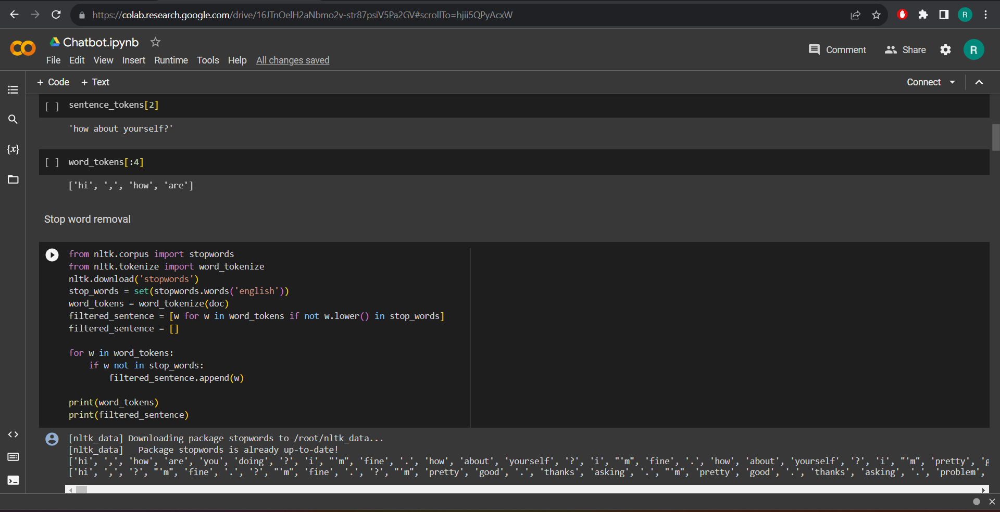 https://colab.research.google.com/drive/16JTnOelH2aNbmo2v-str87psiV5Pa2GV#scrollTo=hjii5QPyAcxW
R
Chatbot.ipynb
File Edit View Insert Runtime Tools Help All changes saved
Comment Share R
+ Code + Text
Connect
{x}
[ ] sentence_tokens[2]
'how about yourself?'
[ ] word_tokens[:4]
['hi', ',', 'how', 'are']
Stop word removal
from nltk.corpus import stopwords
from nltk.tokenize import word_tokenize
nltk.download('stopwords')
stop_words = set(stopwords.words('english'))
word_tokens = word_tokenize(doc)
filtered_sentence = [w for w in word_tokens if not w.lower() in stop_words]
filtered_sentence = []
for w in word_tokens:
    if w not in stop_words:
        filtered_sentence.append(w)
print(word_tokens)
print(filtered_sentence)
[nltk_data] Downloading package stopwords to /root/nltk_data...
[nltk_data]   Package stopwords is already up-to-date!
['hi', ',', 'how', 'are', 'you', 'doing', '?', 'i', "'m", 'fine', '.', 'how', 'about', 'yourself', '?', 'i', "'m", 'fine', '.', 'how', 'about', 'yourself', '?', 'i', "'m", 'pretty', 'g
['hi', ',', '?', "'m", 'fine', '.', '?', "'m", 'fine', '.', '?', "'m", 'pretty', 'good', '.', 'thanks', 'asking', '.', "'m", 'pretty', 'good', '.', 'thanks', 'asking', '.', 'problem',